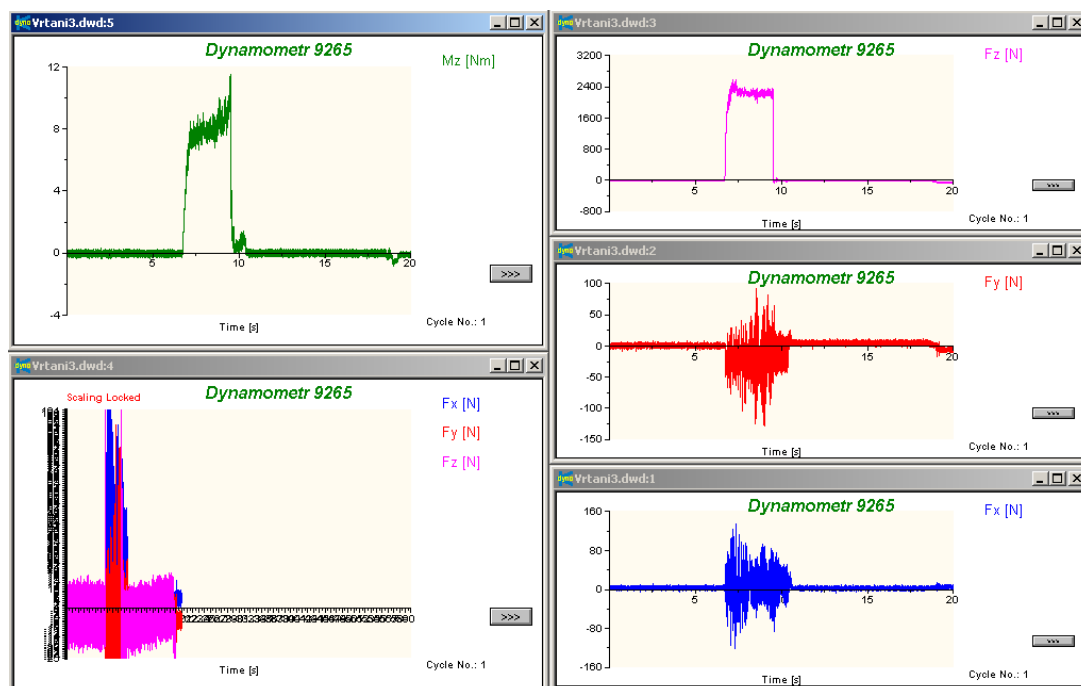 Vrtani3.dwd:5
Dynamometr 9265
Mz [Nm]
12
8
4
0
-4
5
10
15
20
Time [s]
Cycle No.: 1
>>>
Vrtani3.dwd:4
Scaling Locked
Dynamometr 9265
Fx [N]
Fy [N]
Fz [N]
>>>
Time [s]
Cycle No.: 1
Vrtani3.dwd:3
Dynamometr 9265
Fz [N]
3200
2400
1600
800
0
-800
5
10
15
20
>>>
Time [s]
Cycle No.: 1
Vrtani3.dwd:2
Dynamometr 9265
Fy [N]
100
50
0
-50
-100
-150
5
10
15
20
>>>
Time [s]
Cycle No.: 1
Vrtani3.dwd:1
Dynamometr 9265
Fx [N]
160
80
0
-80
-160
5
10
15
20
>>>
Time [s]
Cycle No.: 1